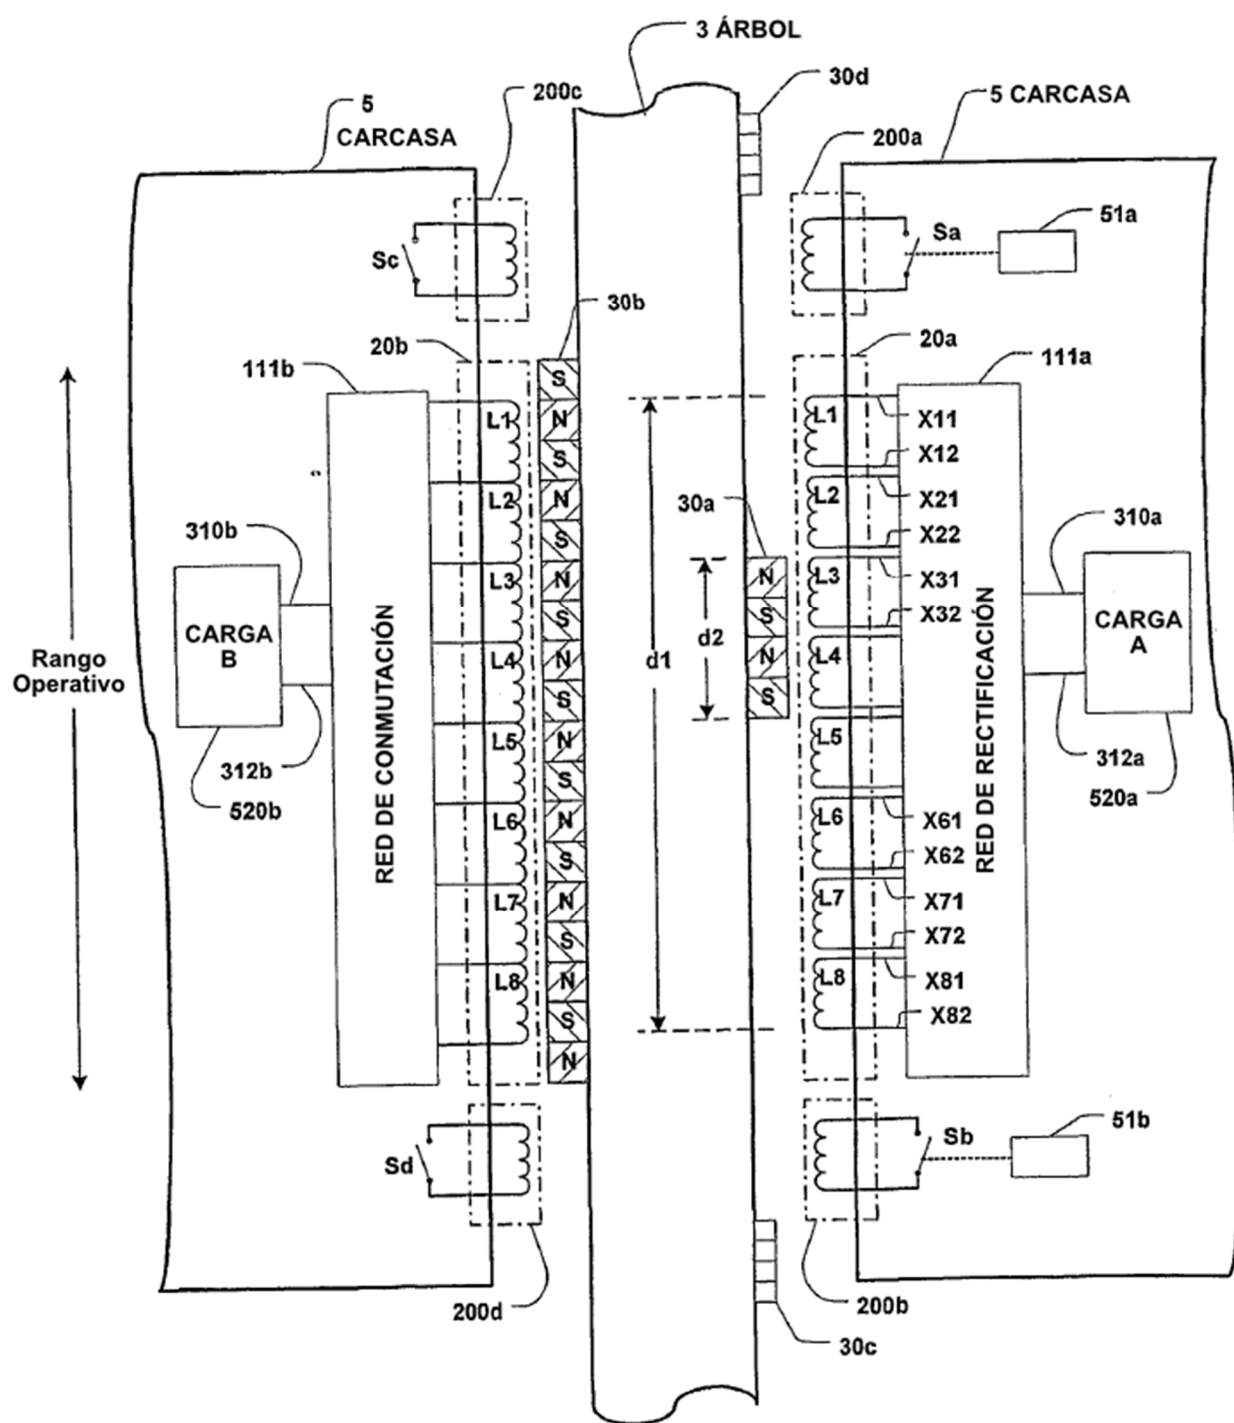 3 ÁRBOL
30d
5
CARCASA
200c
5 CARCASA
200a
51a
Sa
Sc
30b
20b
20a
111b
111a
S
N
S
N
S
N
S
N
S
N
S
N
S
N
S
N
S
N
L1
L2
L3
L4
L5
L6
L7
L8
L1
L2
L3
L4
L5
L6
L7
L8
X11
X12
X21
X22
X31
X32
X61
X62
X71
X72
X81
X82
30a
N
S
N
S
d1
d2
310b
310a
CARGA
B
CARGA
A
RED DE CONMUTACIÓN
RED DE RECTIFICACIÓN
Rango
Operativo
312b
520b
312a
520a
Sd
Sb
51b
200d
200b
30c